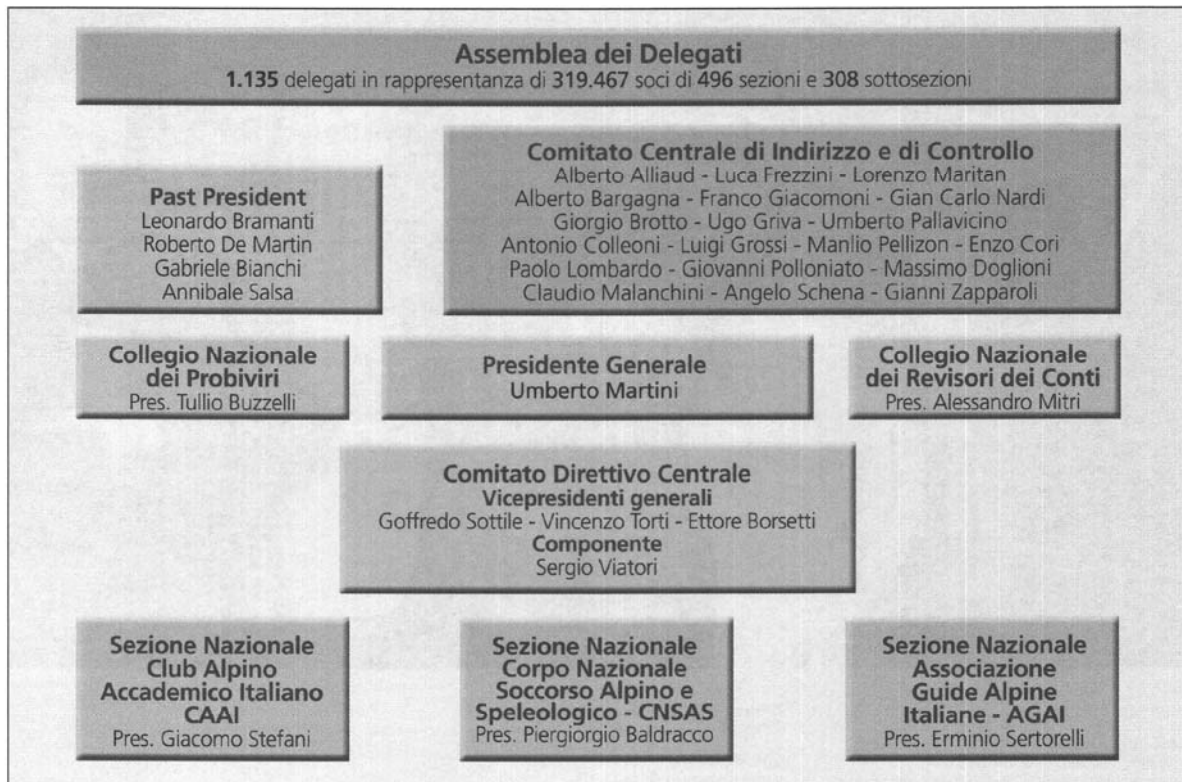 Assemblea dei Delegati
1.135 delegati in rappresentanza di 319.467 soci di 496 sezioni e 308 sottosezioni
Past President
Leonardo Bramanti
Roberto De Martin
Gabriele Bianchi
Annibale Salsa
Comitato Centrale di Indirizzo e di Controllo
Alberto Alliaud - Luca Frezzini - Lorenzo Maritan
Alberto Bargagna - Franco Giacomoni - Gian Carlo Nardi
Giorgio Brotto - Ugo Griva - Umberto Pallavicino
Antonio Colleoni - Luigi Grossi - Manlio Pellizon - Enzo Cori
Paolo Lombardo - Giovanni Polloniato - Massimo Doglioni
Claudio Malanchini - Angelo Schena - Gianni Zapparoli
Collegio Nazionale
dei Probiviri
Pres. Tullio Buzzelli
Presidente Generale
Umberto Martini
Collegio Nazionale
dei Revisori dei Conti
Pres. Alessandro Mitri
Comitato Direttivo Centrale
Vicepresidenti generali
Goffredo Sottile - Vincenzo Torti - Ettore Borsetti
Componente
Sergio Viatori
Sezione Nazionale
Club Alpino
Accademico Italiano
CAAI
Pres. Giacomo Stefani
Sezione Nazionale
Corpo Nazionale
Soccorso Alpino e
Speleologico - CNSAS
Pres. Piergiorgio Baldracco
Sezione Nazionale
Associazione
Guide Alpine
Italiane - AGAI
Pres. Erminio Sertorelli